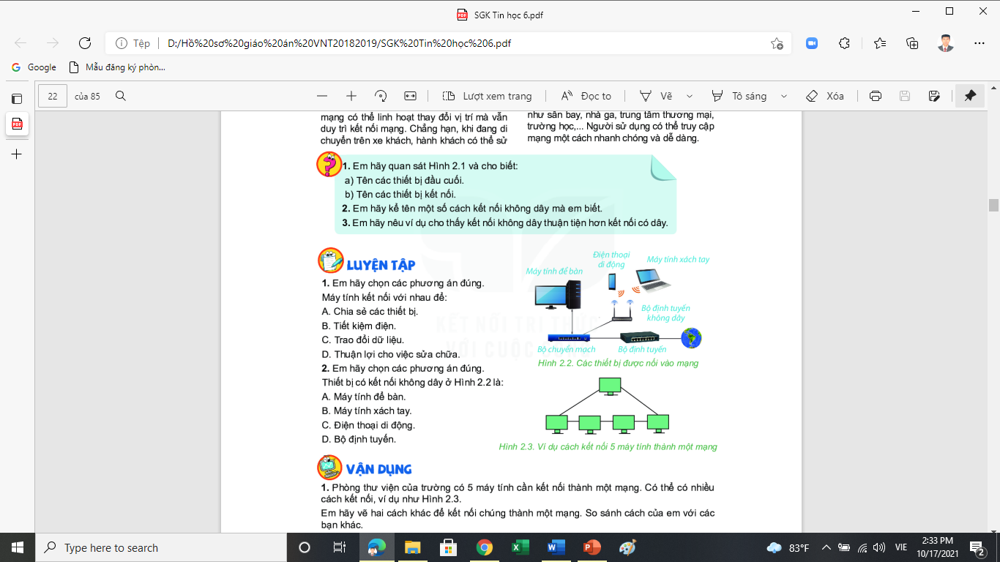 SGK Tin học 6.pdf
Tệp
D:/Hồ%20sơ%20giáo%20án%20VNT20182019/SGK%20Tin%20học%206.pdf
Google
Mẫu đăng ký phòn...
22
của 85
Lượt xem trang
Đọc to
Vẽ
Tô sáng
Xóa
mạng có thể linh hoạt thay đổi vị trí mà vẫn
duy trì kết nối mạng. Chẳng hạn, khi đang di
chuyển trên xe khách, hành khách có thể sử
như sân bay, nhà ga, trung tâm thương mại,
trường học,... Người sử dụng có thể truy cập
mạng một cách nhanh chóng và dễ dàng.
1. Em hãy quan sát Hình 2.1 và cho biết:
a) Tên các thiết bị đầu cuối.
b) Tên các thiết bị kết nối.
2. Em hãy kể tên một số cách kết nối không dây mà em biết.
3. Em hãy nêu ví dụ cho thấy kết nối không dây thuận tiện hơn kết nối có dây.
LUYỆN TẬP
1. Em hãy chọn các phương án đúng.
Máy tính kết nối với nhau để:
A. Chia sẻ các thiết bị.
B. Tiết kiệm điện.
C. Trao đổi dữ liệu.
D. Thuận lợi cho việc sửa chữa.
2. Em hãy chọn các phương án đúng.
Thiết bị có kết nối không dây ở Hình 2.2 là:
A. Máy tính để bàn.
B. Máy tính xách tay.
C. Điện thoại di động.
D. Bộ định tuyến.
Máy tính để bàn
Điện thoại
di động
Máy tính xách tay
Bộ định tuyến
không dây
Bộ chuyển mạch
Bộ định tuyến
Hình 2.2. Các thiết bị được nối vào mạng
Hình 2.3. Ví dụ cách kết nối 5 máy tính thành một mạng
KẾT NỐI TRI THỨC
VỚI CUỘC
VẬN DỤNG
1. Phòng thư viện của trường có 5 máy tính cần kết nối thành một mạng. Có thể có nhiều
cách kết nối, ví dụ như Hình 2.3.
Em hãy vẽ hai cách khác để kết nối chúng thành một mạng. So sánh cách của em với các
bạn khác.
Type here to search
83°F
VIE
2:33 PM
10/17/2021
2